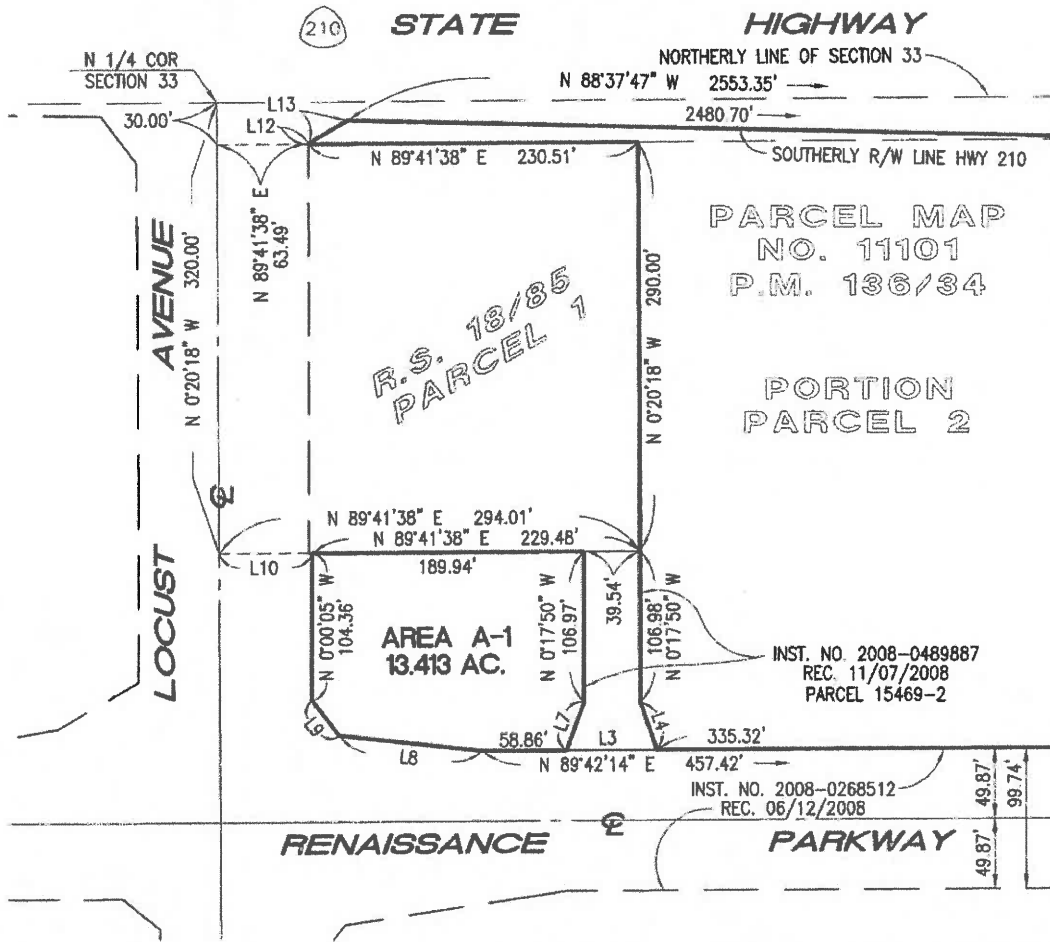 210
STATE HIGHWAY
N 1/4 COR
SECTION 33
NORTHERLY LINE OF SECTION 33
N 88°37'47" W 2553.35'
L13
30.00'
L12
2480.70'
N 89°41'38" E 230.51'
SOUTHERLY R/W LINE HWY 210
N 89°41'38" E
63.49'
AVENUE
N 0°20'18" W 320.00'
290.00'
N 0°20'18" W
PARCEL MAP
NO. 11101
P.M. 136/34
R.S. 18/85
PARCEL 1
PORTION
PARCEL 2
N 89°41'38" E 294.01'
N 89°41'38" E 229.48'
L10
189.94'
39.54'
LOCUST
N 0°00'05" W
104.36'
AREA A-1
13.413 AC.
N 0°17'50" W
106.97'
106.98'
N 0°17'50" W
INST. NO. 2008-0489887
REC. 11/07/2008
PARCEL 15469-2
L9
L8
58.86'
L7
L3
L4
335.32'
N 89°42'14" E 457.42'
INST. NO. 2008-0268512
REC. 06/12/2008
49.87'
99.74'
49.87'
RENAISSANCE PARKWAY